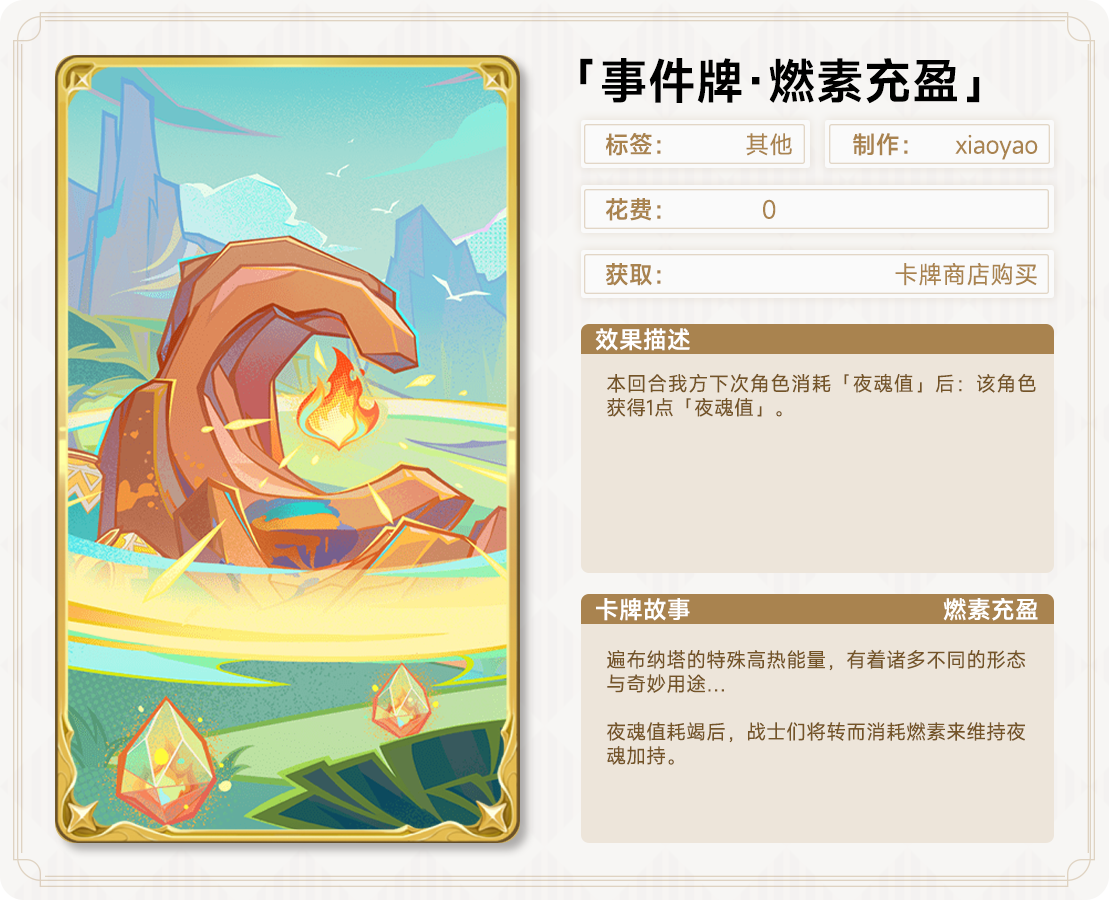 「事件牌·燃素充盈」
标签： 其他 制作： xiaoyao
花费： 0
获取： 卡牌商店购买
效果描述
本回合我方下次角色消耗「夜魂值」后：该角色
获得1点「夜魂值」。
卡牌故事 燃素充盈
遍布纳塔的特殊高热能量，有着诸多不同的形态
与奇妙用途...
夜魂值耗竭后，战士们将转而消耗燃素来维持夜
魂加持。